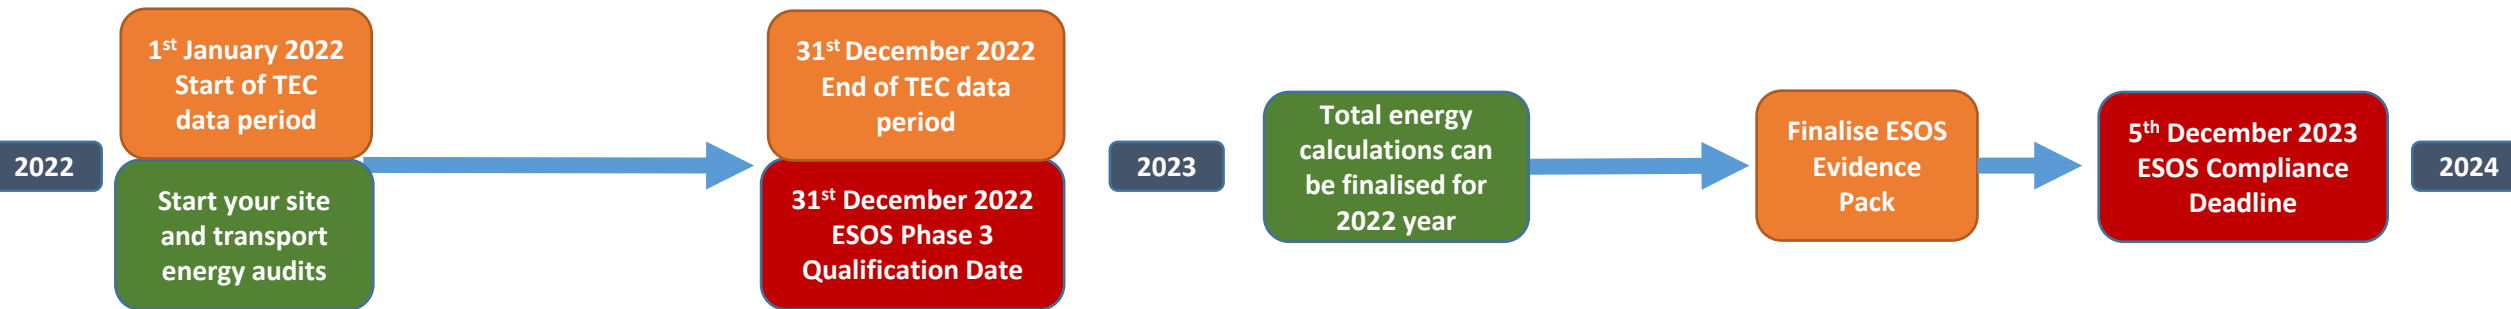 2022
1st January 2022
Start of TEC
data period
Start your site
and transport
energy audits
31st December 2022
End of TEC data
period
31st December 2022
ESOS Phase 3
Qualification Date
2023
Total energy
calculations can
be finalised for
2022 year
Finalise ESOS
Evidence
Pack
5th December 2023
ESOS Compliance
Deadline
2024